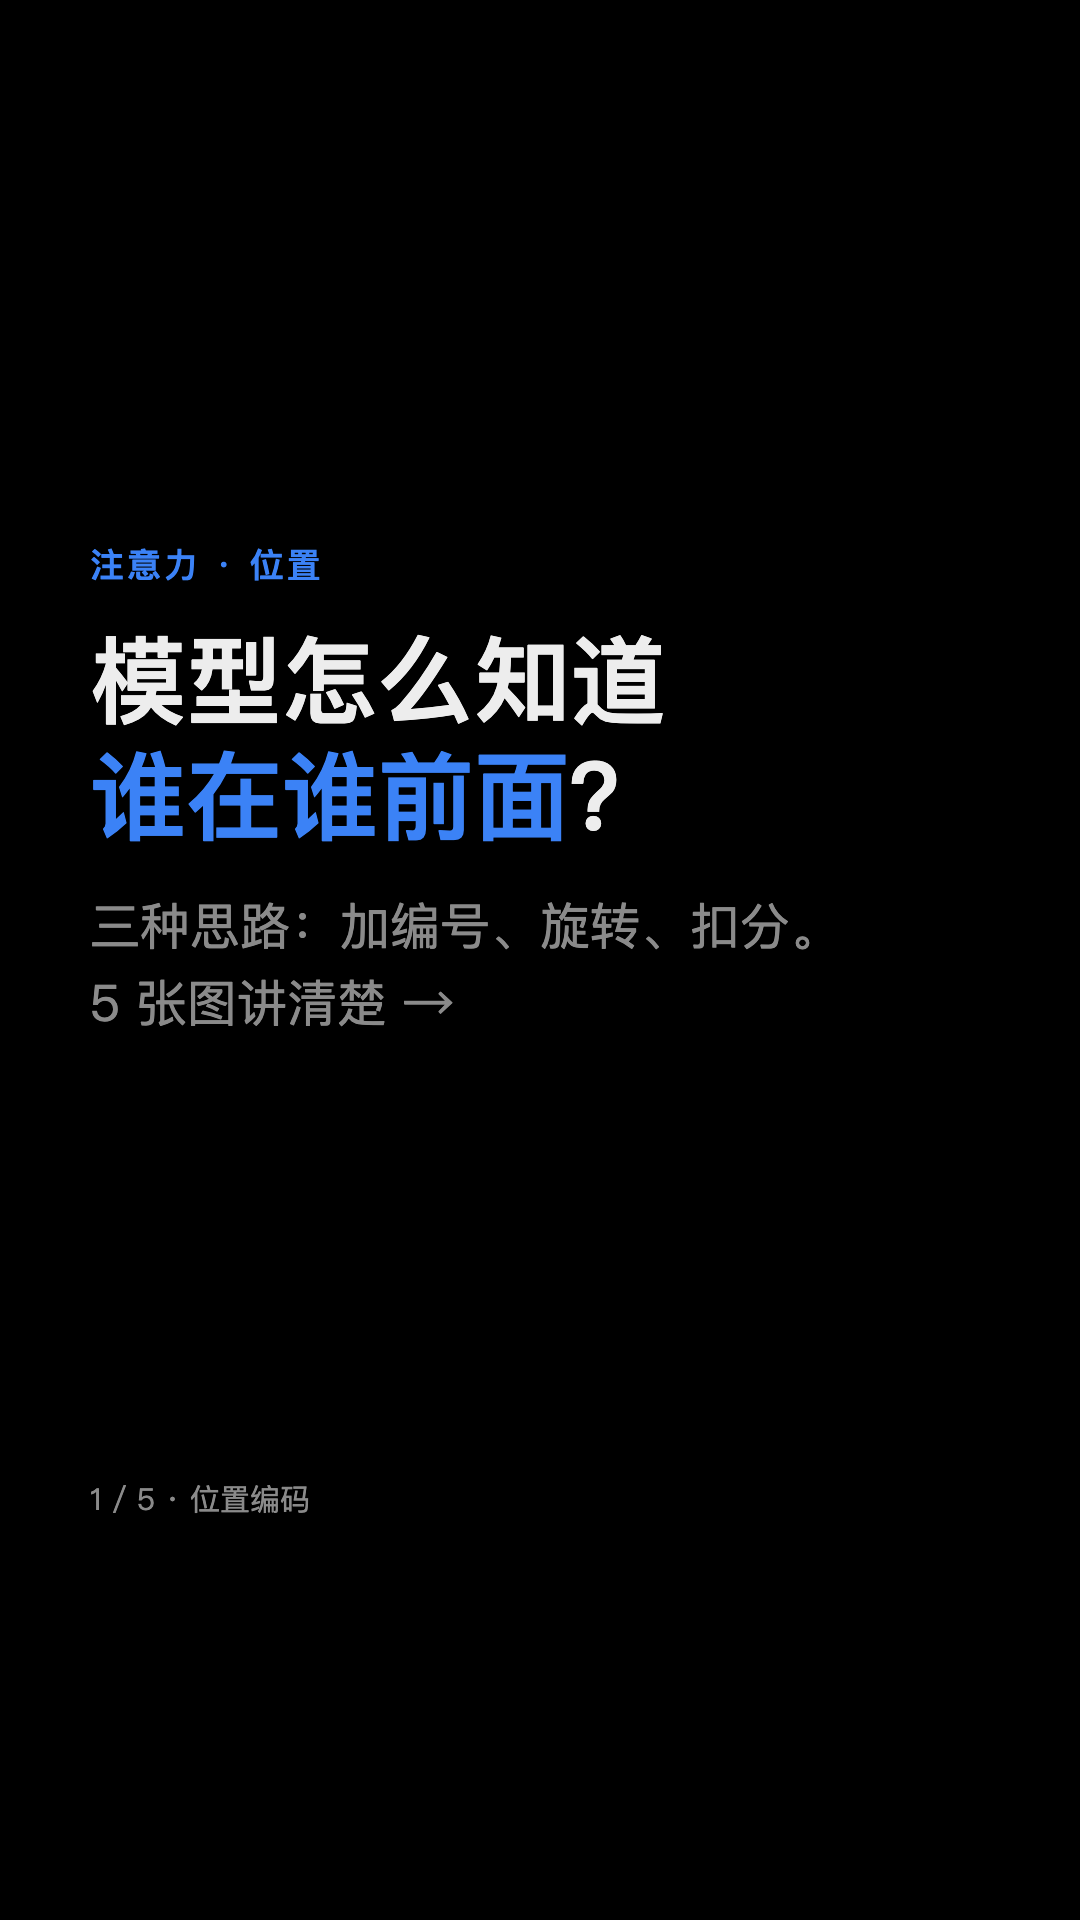 注意力 · 位置
模型怎么知道
谁在谁前面?
三种思路：加编号、旋转、扣分。
5 张图讲清楚 →
1 / 5 · 位置编码